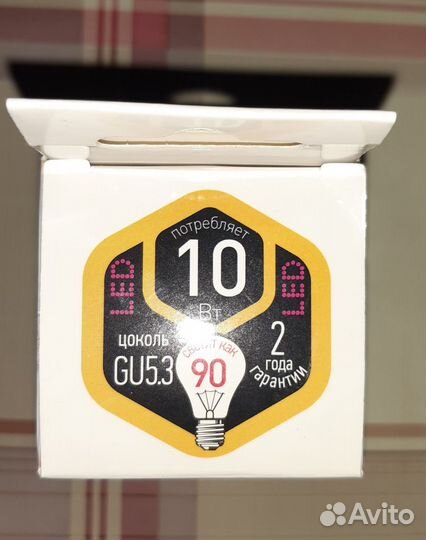 потребляет
10
Вт
LED
LED
цоколь
GU5.3
светит как
90
2
года
гарантии
Avito